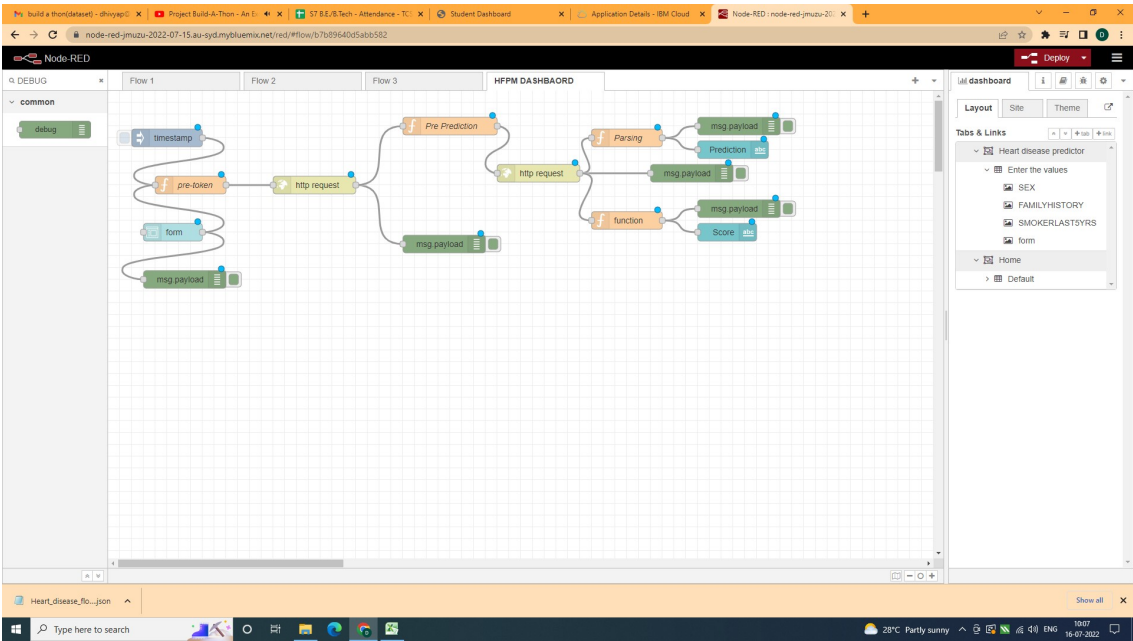 build a thon(dataset) - dhivyap
Project Build-A-Thon - An E
S7 B.E./B.Tech - Attendance - TC
Student Dashboard
Application Details - IBM Cloud
Node-RED : node-red-jmuzu-202
node-red-jmuzu-2022-07-15.au-syd.mybluemix.net/red/#flow/b7b89640d5abb582
D
Node-RED
Deploy
DEBUG
Flow 1
Flow 2
Flow 3
HFPM DASHBAORD
dashboard
common
debug
Layout
Site
Theme
Tabs & Links
tab
link
Heart disease predictor
Enter the values
SEX
FAMILYHISTORY
SMOKERLAST5YRS
form
Home
Default
timestamp
pre-token
http request
form
msg.payload
Pre Prediction
msg.payload
http request
Parsing
msg.payload
Prediction
abc
msg.payload
function
msg.payload
Score
abc
Heart_disease_flo....json
Show all
Type here to search
28°C Partly sunny
ENG
10:07
16-07-2022